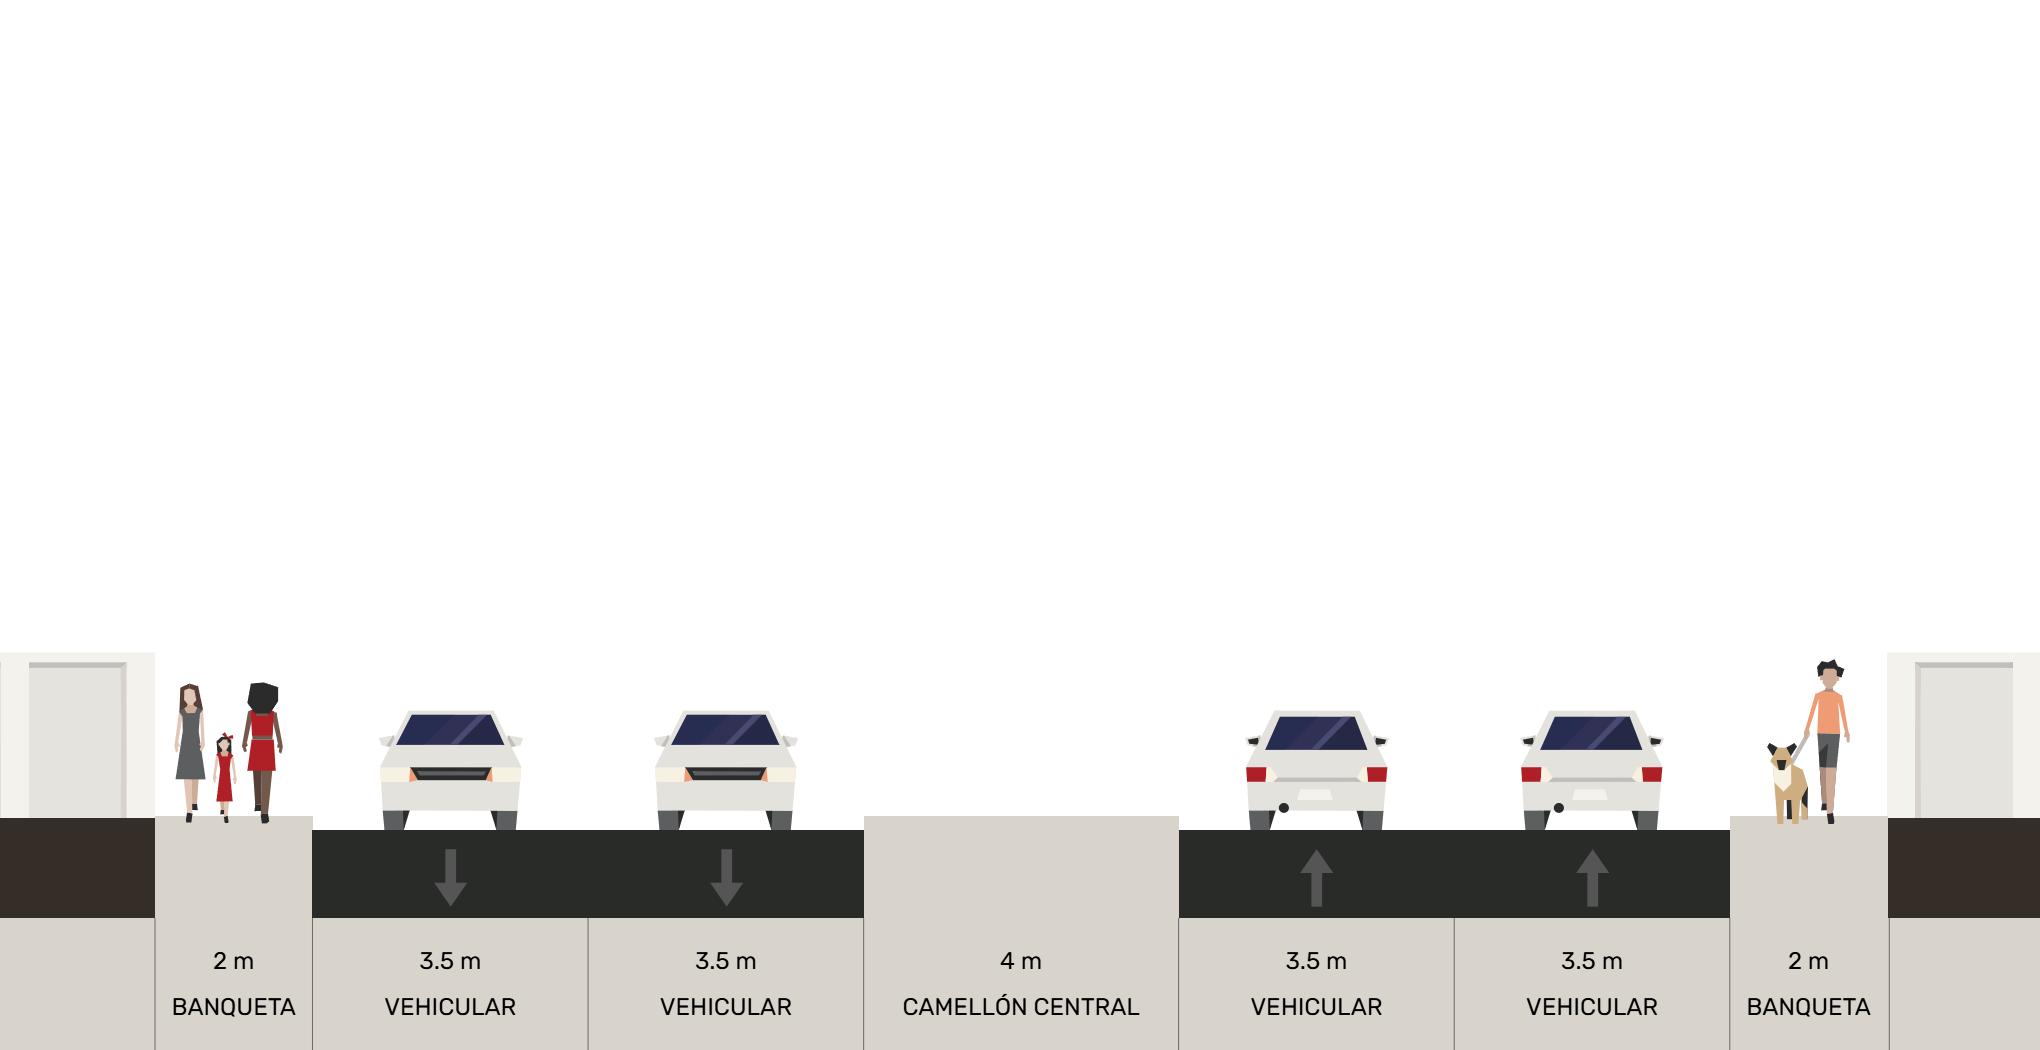 2 m
BANQUETA
3.5 m
VEHICULAR
3.5 m
VEHICULAR
4 m
CAMELLÓN CENTRAL
3.5 m
VEHICULAR
3.5 m
VEHICULAR
2 m
BANQUETA